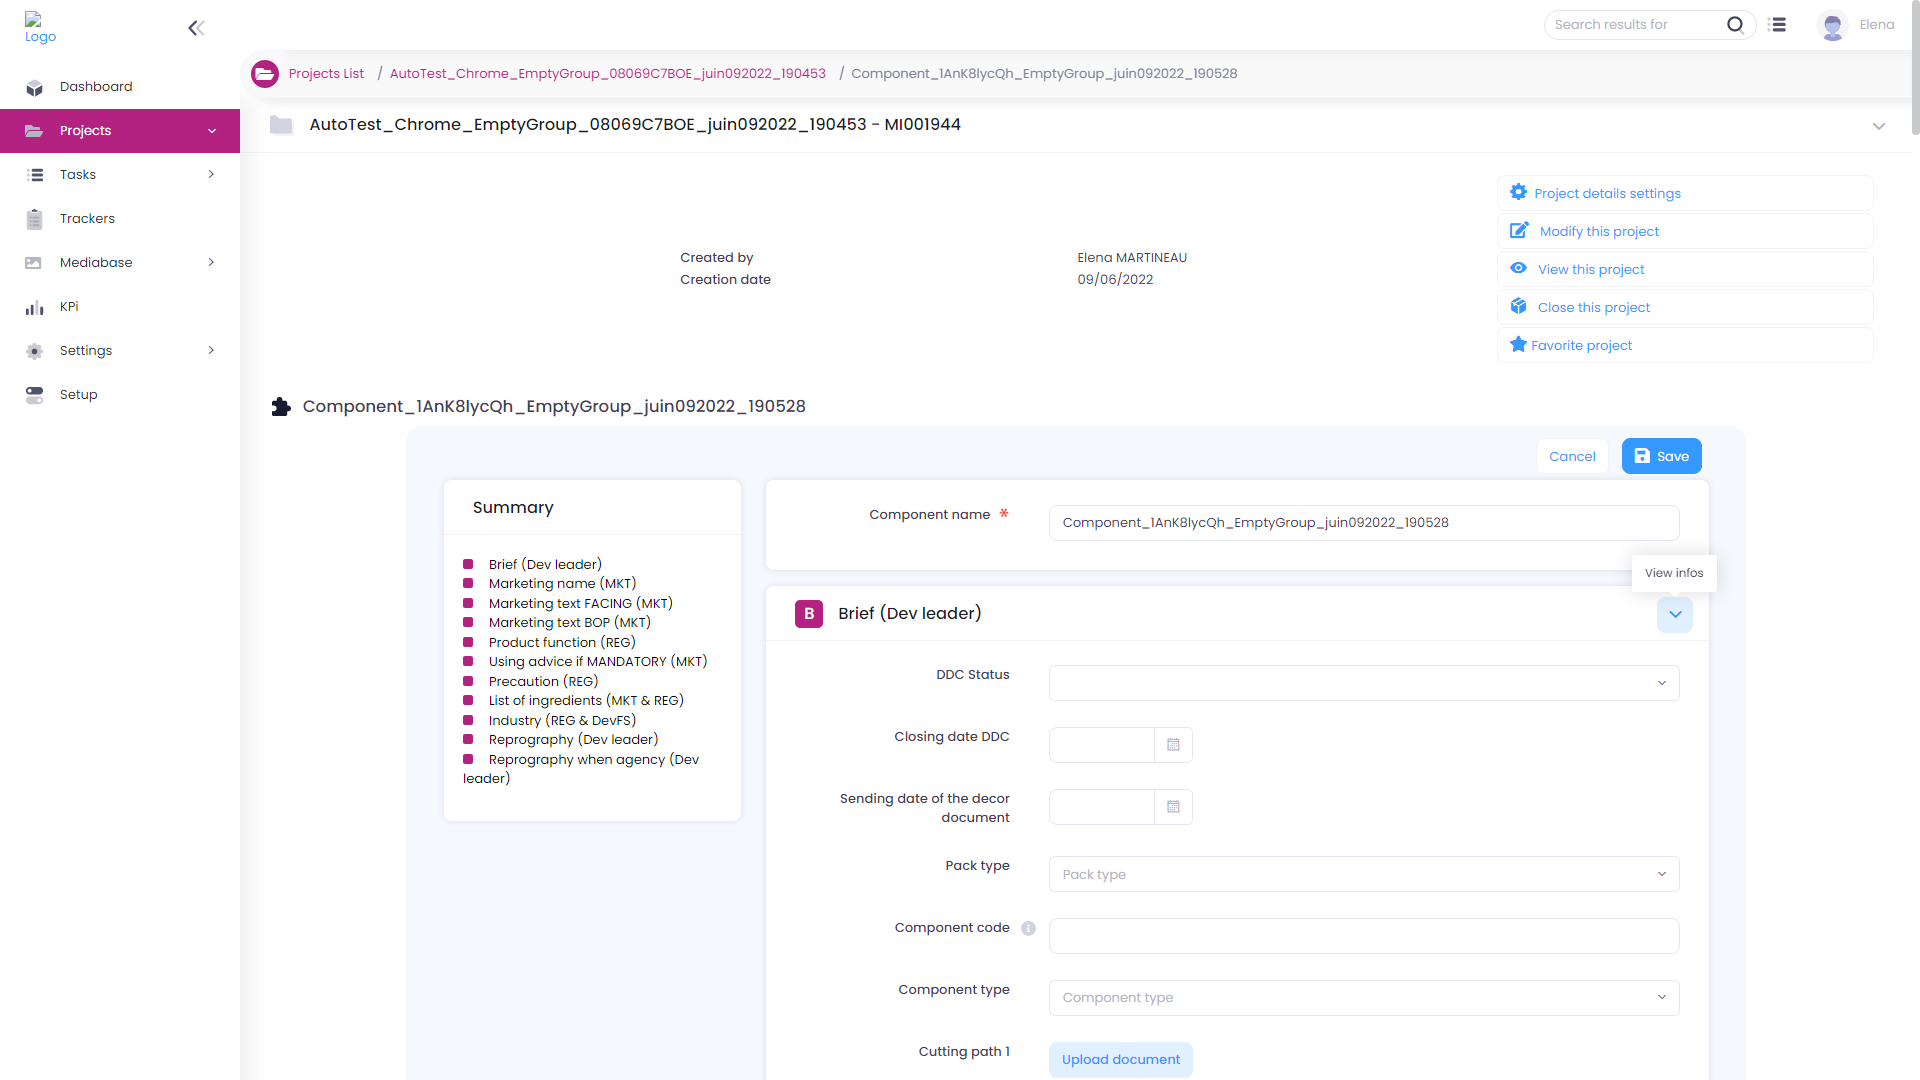 Logo
Search results for
Elena
Dashboard
Projects
Tasks
Trackers
Mediabase
KPi
Settings
Setup
Projects List / AutoTest_Chrome_EmptyGroup_08069C7BOE_juin092022_190453 / Component_1AnK8lycQh_EmptyGroup_juin092022_190528
AutoTest_Chrome_EmptyGroup_08069C7BOE_juin092022_190453 - MI001944
Created by Elena MARTINEAU
Creation date 09/06/2022
Project details settings
Modify this project
View this project
Close this project
Favorite project
Component_1AnK8lycQh_EmptyGroup_juin092022_190528
Cancel
Save
Summary
Brief (Dev leader)
Marketing name (MKT)
Marketing text FACING (MKT)
Marketing text BOP (MKT)
Product function (REG)
Using advice if MANDATORY (MKT)
Precaution (REG)
List of ingredients (MKT & REG)
Industry (REG & DevFS)
Reprography (Dev leader)
Reprography when agency (Dev
leader)
Component name * Component_1AnK8lycQh_EmptyGroup_juin092022_190528
View infos
B Brief (Dev leader)
DDC Status
Closing date DDC
Sending date of the decor
document
Pack type Pack type
Component code i
Component type Component type
Cutting path 1 Upload document